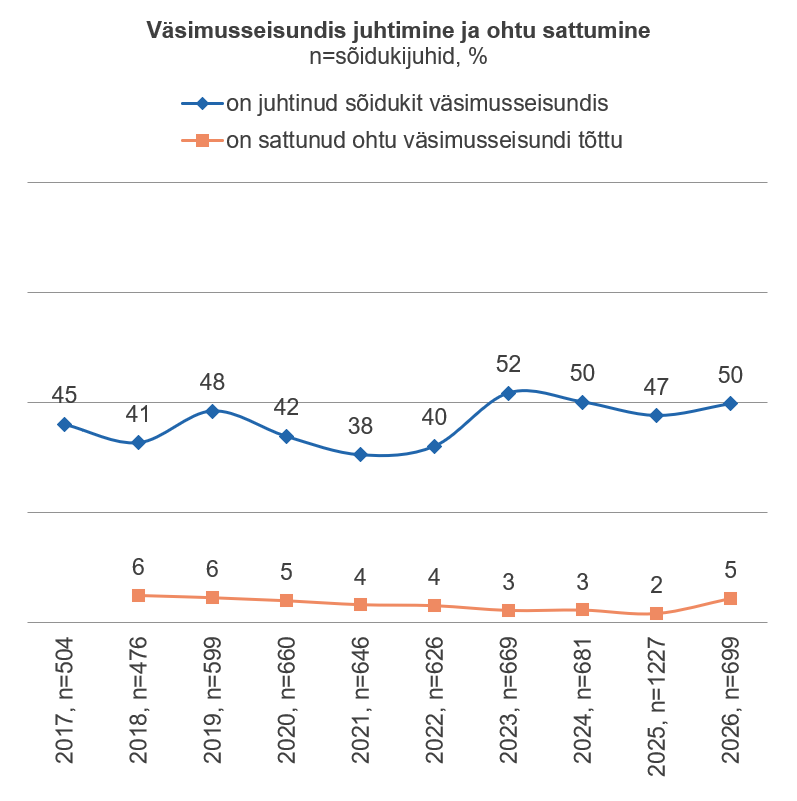 Väsimusseisundis juhtimine ja ohtu sattumine
n=sõidukijuhid, %
on juhtinud sõidukit väsimusseisundis
on sattunud ohtu väsimusseisundi tõttu
45
41
48
42
38
40
52
50
47
50
6
6
5
4
4
3
3
2
5
2017, n=504
2018, n=476
2019, n=599
2020, n=660
2021, n=646
2022, n=626
2023, n=669
2024, n=681
2025, n=1227
2026, n=699